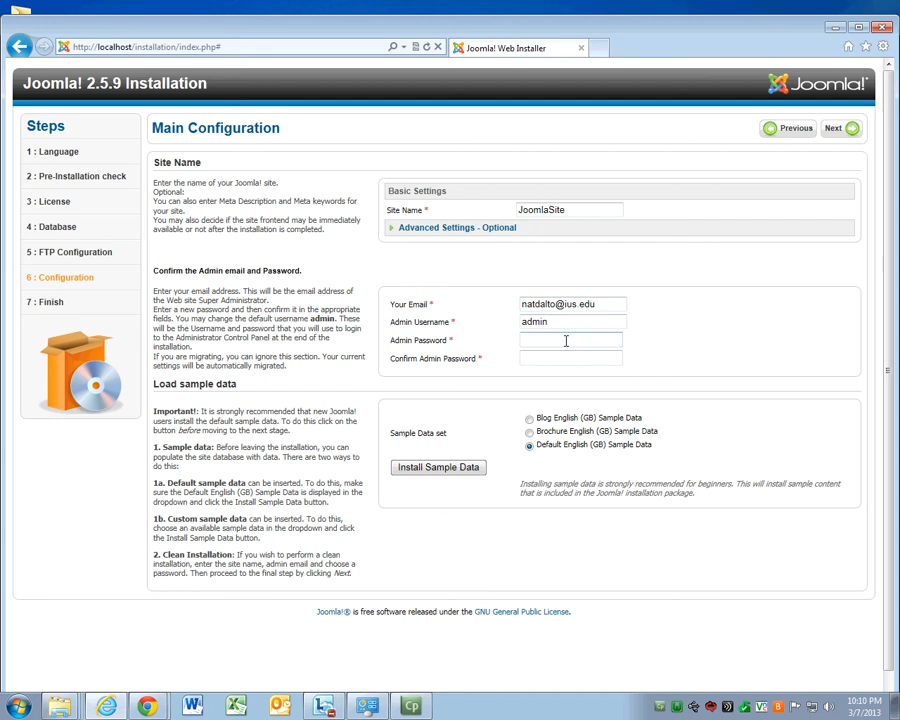 http://localhost/installation/index.php#
Joomla! Web Installer
Joomla! 2.5.9 Installation
Joomla!
Steps
1 : Language
2 : Pre-Installation check
3 : License
4 : Database
5 : FTP Configuration
6 : Configuration
7 : Finish
Main Configuration
Previous
Next
Site Name
Enter the name of your Joomla! site.
Optional:
You can also enter Meta Description and Meta keywords for
your site.
You may also decide if the site frontend may be immediately
available or not after the installation is completed.
Basic Settings
Site Name *
JoomlaSite
Advanced Settings - Optional
Confirm the Admin email and Password.
Enter your email address. This will be the email address of
the Web site Super Administrator.
Enter a new password and then confirm it in the appropriate
fields. You may change the default username admin. These
will be the Username and password that you will use to login
to the Administrator Control Panel at the end of the
installation.
If you are migrating, you can ignore this section. Your current
settings will be automatically migrated.
Your Email *
natdalto@ius.edu
Admin Username *
admin
Admin Password *
Confirm Admin Password *
Load sample data
Important!: It is strongly recommended that new Joomla!
users install the default sample data. To do this click on the
button before moving to the next stage.
1. Sample data: Before leaving the installation, you can
populate the site database with data. There are two ways to
do this:
1a. Default sample data can be inserted. To do this, make
sure the Default English (GB) Sample Data is displayed in the
dropdown and click the Install Sample Data button.
1b. Custom sample data can be inserted. To do this,
choose an available sample data in the dropdown and click
the Install Sample Data button.
2. Clean Installation: If you wish to perform a clean
installation, enter the site name, admin email and choose a
password. Then proceed to the final step by clicking Next.
Sample Data set
Blog English (GB) Sample Data
Brochure English (GB) Sample Data
Default English (GB) Sample Data
Install Sample Data
Installing sample data is strongly recommended for beginners. This will install sample content
that is included in the Joomla! installation package.
Joomla!® is free software released under the GNU General Public License.
Cp
10:10 PM
3/7/2013